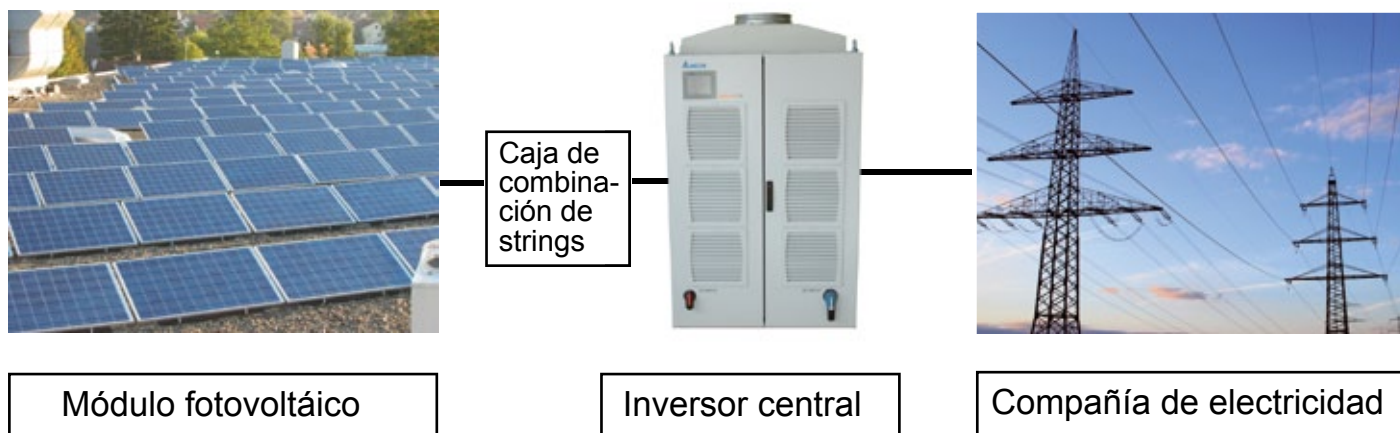 Caja de
combina-
ción de
strings
Módulo fotovoltáico
Inversor central
Compañía de electricidad